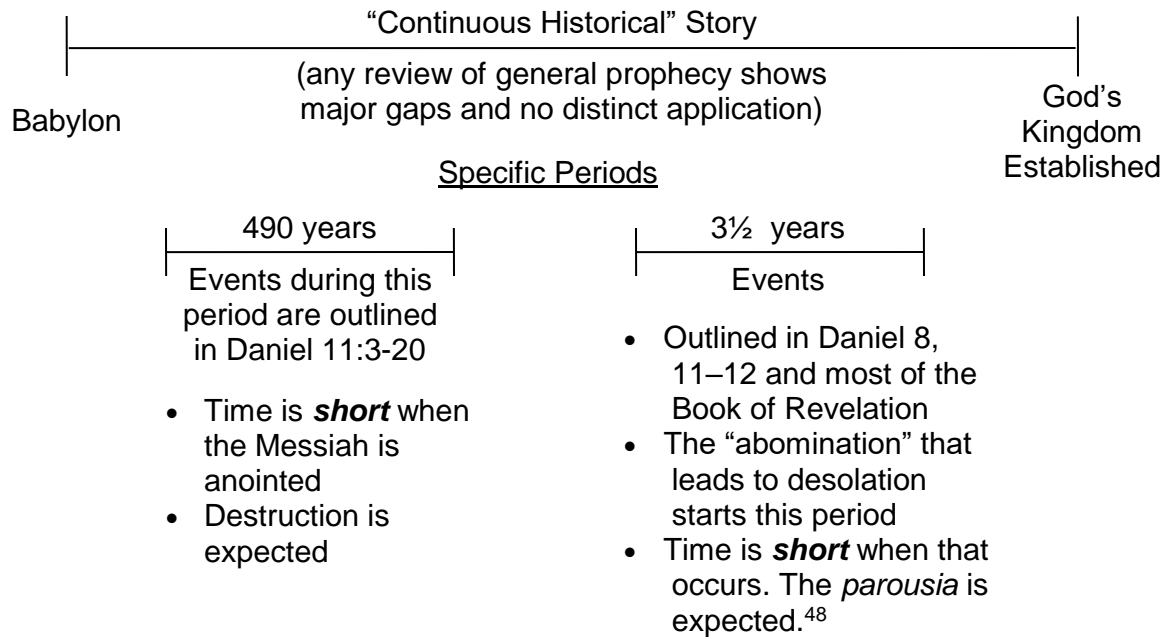 “Continuous Historical” Story
(any review of general prophecy shows
major gaps and no distinct application)
Babylon
God’s
Kingdom
Established
Specific Periods
490 years
Events during this
period are outlined
in Daniel 11:3-20
• Time is short when
the Messiah is
anointed
• Destruction is
expected
3½ years
Events
• Outlined in Daniel 8,
11–12 and most of the
Book of Revelation
• The “abomination” that
leads to desolation
starts this period
• Time is short when that
occurs. The parousia is
expected.48